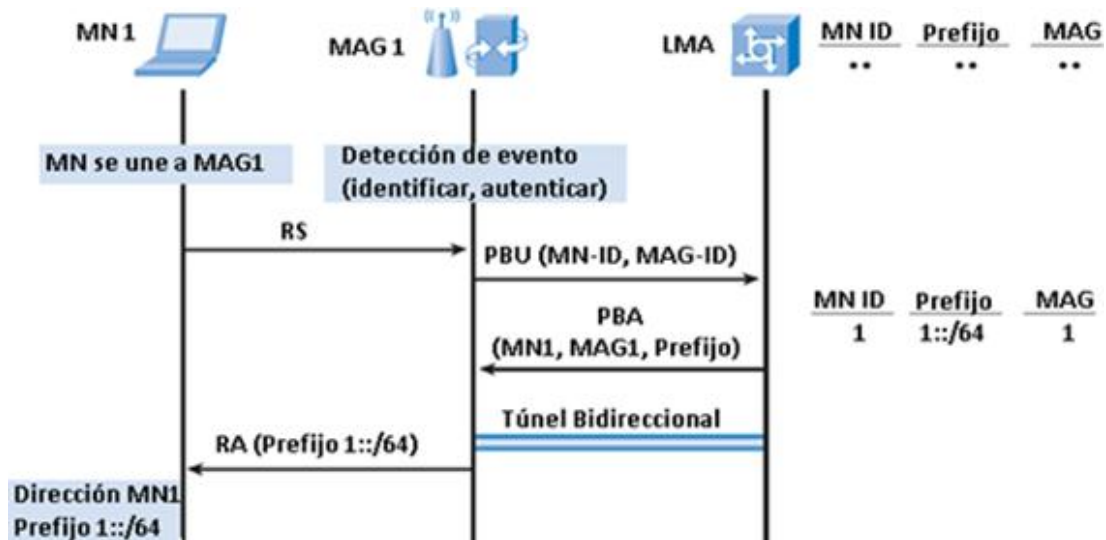 MN 1
MAG 1
LMA
MN ID Prefijo MAG
•• •• ••
MN se une a MAG1
Detección de evento
(identificar, autenticar)
RS
PBU (MN-ID, MAG-ID)
MN ID Prefijo MAG
1 1::/64 1
PBA
(MN1, MAG1, Prefijo)
Túnel Bidireccional
RA (Prefijo 1::/64)
Dirección MN1
Prefijo 1::/64